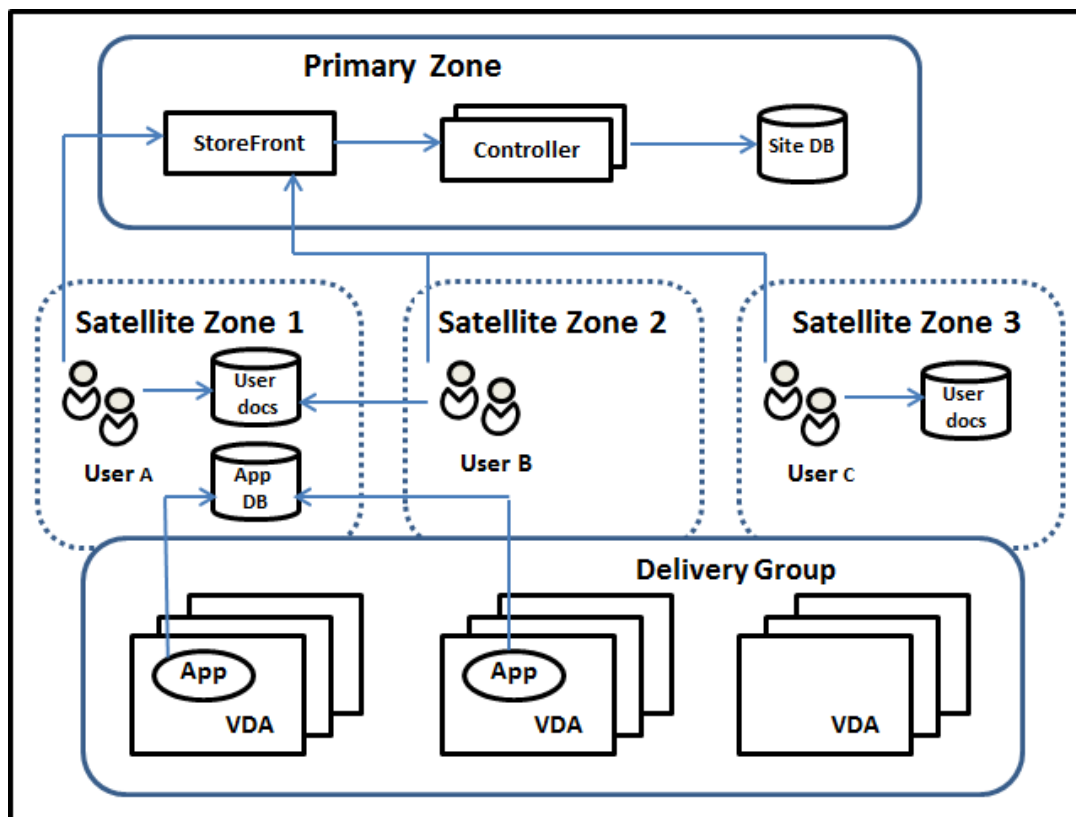 Primary Zone
StoreFront
Controller
Site DB
Satellite Zone 1
Satellite Zone 2
Satellite Zone 3
User
docs
User
docs
User A
User B
User C
App
DB
Delivery Group
App
VDA
App
VDA
VDA